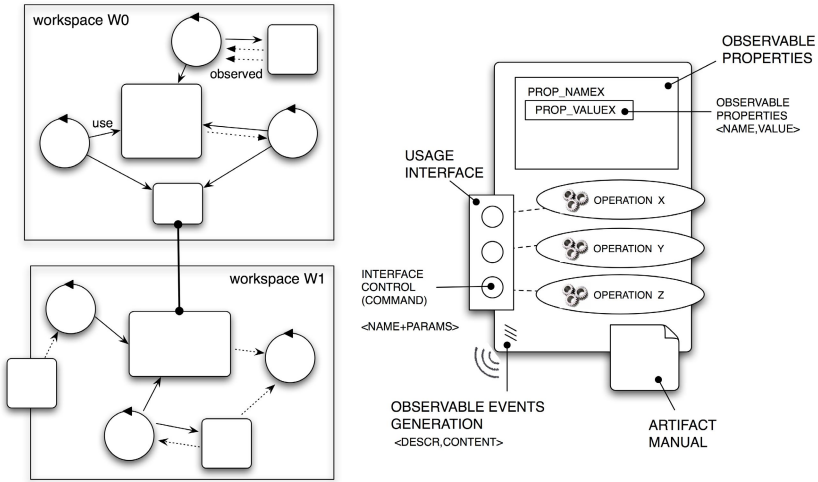 workspace W0
observed
use
workspace W1
OBSERVABLE
PROPERTIES
PROP_NAMEX
PROP_VALUEX
OBSERVABLE
PROPERTIES
<NAME,VALUE>
USAGE
INTERFACE
OPERATION X
OPERATION Y
OPERATION Z
INTERFACE
CONTROL
(COMMAND)
<NAME+PARAMS>
OBSERVABLE EVENTS
GENERATION
<DESCR,CONTENT>
ARTIFACT
MANUAL